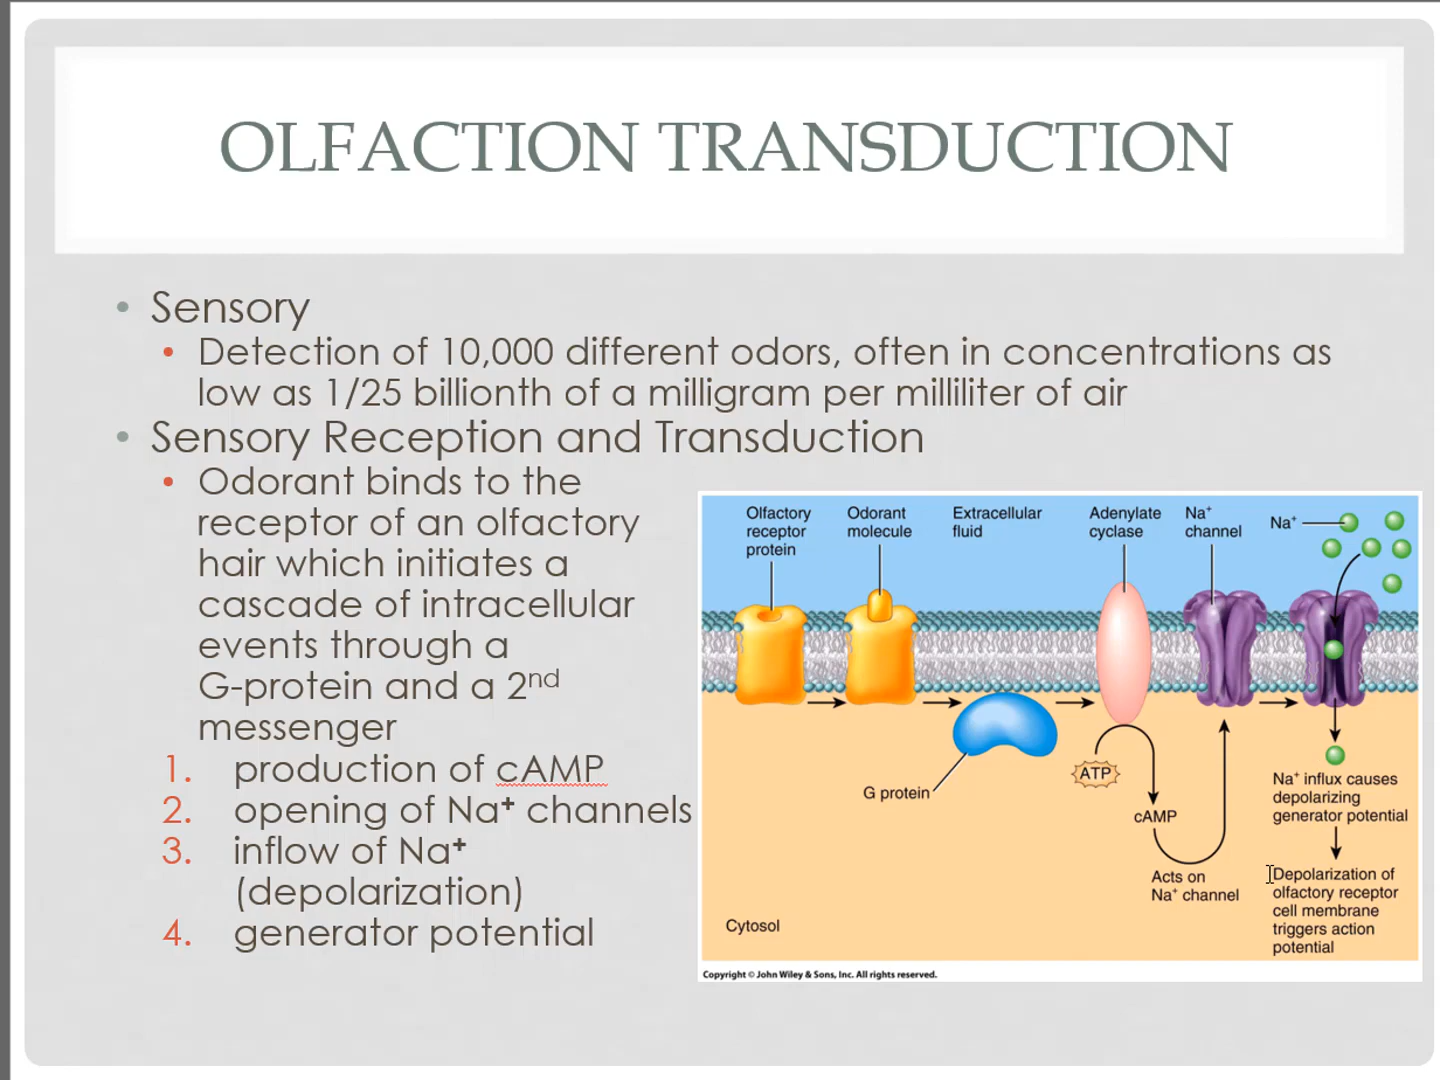 OLFACTION TRANSDUCTION
• Sensory
• Detection of 10,000 different odors, often in concentrations as
low as 1/25 billionth of a milligram per milliliter of air
• Sensory Reception and Transduction
• Odorant binds to the
receptor of an olfactory
hair which initiates a
cascade of intracellular
events through a
G-protein and a 2nd
messenger
1. production of cAMP
2. opening of Na+ channels
3. inflow of Na+
(depolarization)
4. generator potential
Olfactory
receptor
protein
Odorant
molecule
Extracellular
fluid
Adenylate
cyclase
Na+
channel
Na+
G protein
ATP
cAMP
Acts on
Na+ channel
Na+ influx causes
depolarizing
generator potential
Depolarization of
olfactory receptor
cell membrane
triggers action
potential
Cytosol
Copyright © John Wiley & Sons, Inc. All rights reserved.